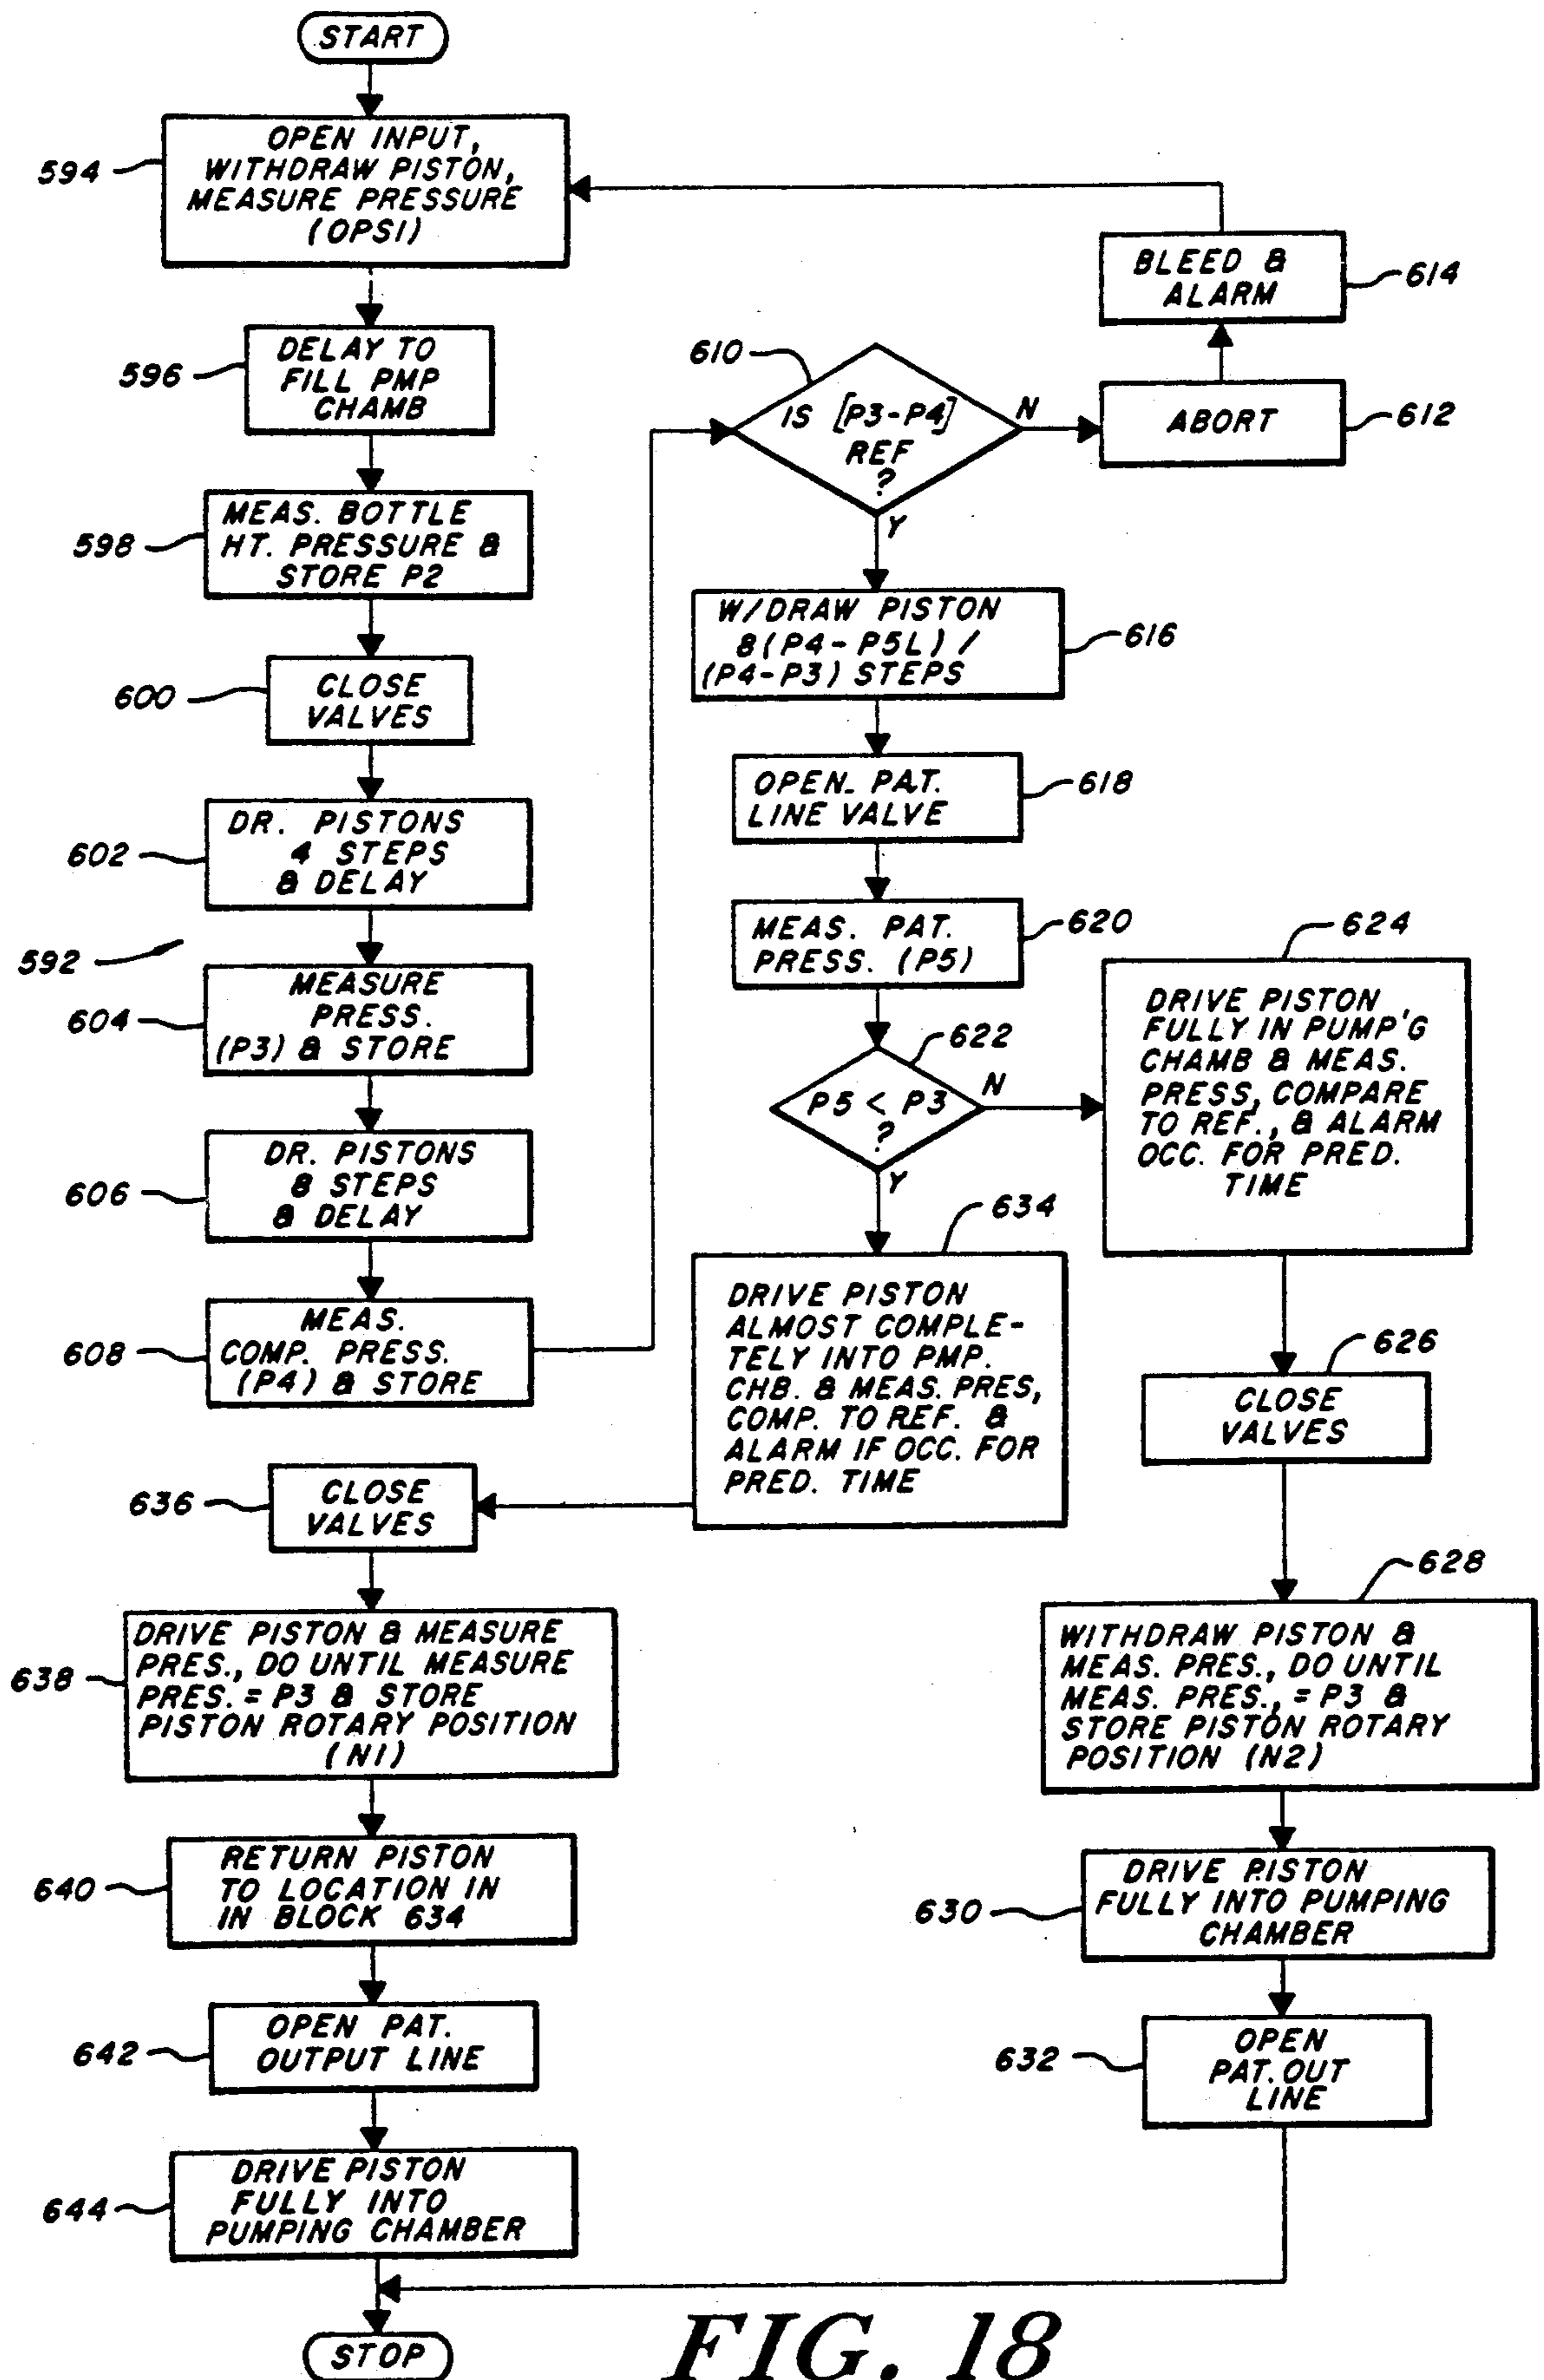 START
594
OPEN INPUT,
WITHDRAW PISTON,
MEASURE PRESSURE
(OPSI)
596
DELAY TO
FILL PMP
CHAMB
598
MEAS. BOTTLE
HT. PRESSURE &
STORE P2
600
CLOSE
VALVES
602
DR. PISTONS
4 STEPS
& DELAY
592
604
MEASURE
PRESS.
(P3) & STORE
606
DR. PISTONS
8 STEPS
& DELAY
608
MEAS.
COMP. PRESS.
(P4) & STORE
610
IS [P3-P4]
REF
?
N
Y
ABORT
612
BLEED &
ALARM
614
W/DRAW PISTON
8(P4-P5L)/
(P4-P3) STEPS
616
OPEN. PAT.
LINE VALVE
618
MEAS. PAT.
PRESS. (P5)
620
622
P5 < P3
?
N
Y
624
DRIVE PISTON
FULLY IN PUMP'G
CHAMB & MEAS.
PRESS, COMPARE
TO REF., & ALARM
OCC. FOR PRED.
TIME
626
CLOSE
VALVES
628
WITHDRAW PISTON &
MEAS. PRES., DO UNTIL
MEAS. PRES., = P3 &
STORE PISTON ROTARY
POSITION (N2)
630
DRIVE PISTON
FULLY INTO PUMPING
CHAMBER
632
OPEN
PAT. OUT
LINE
634
DRIVE PISTON
ALMOST COMPLE-
TELY INTO PMP.
CHB. & MEAS. PRES,
COMP. TO REF. &
ALARM IF OCC. FOR
PRED. TIME
636
CLOSE
VALVES
638
DRIVE PISTON & MEASURE
PRES., DO UNTIL MEASURE
PRES. = P3 & STORE
PISTON ROTARY POSITION
(N1)
640
RETURN PISTON
TO LOCATION IN
IN BLOCK 634
642
OPEN PAT.
OUTPUT LINE
644
DRIVE PISTON
FULLY INTO
PUMPING CHAMBER
STOP
FIG. 18